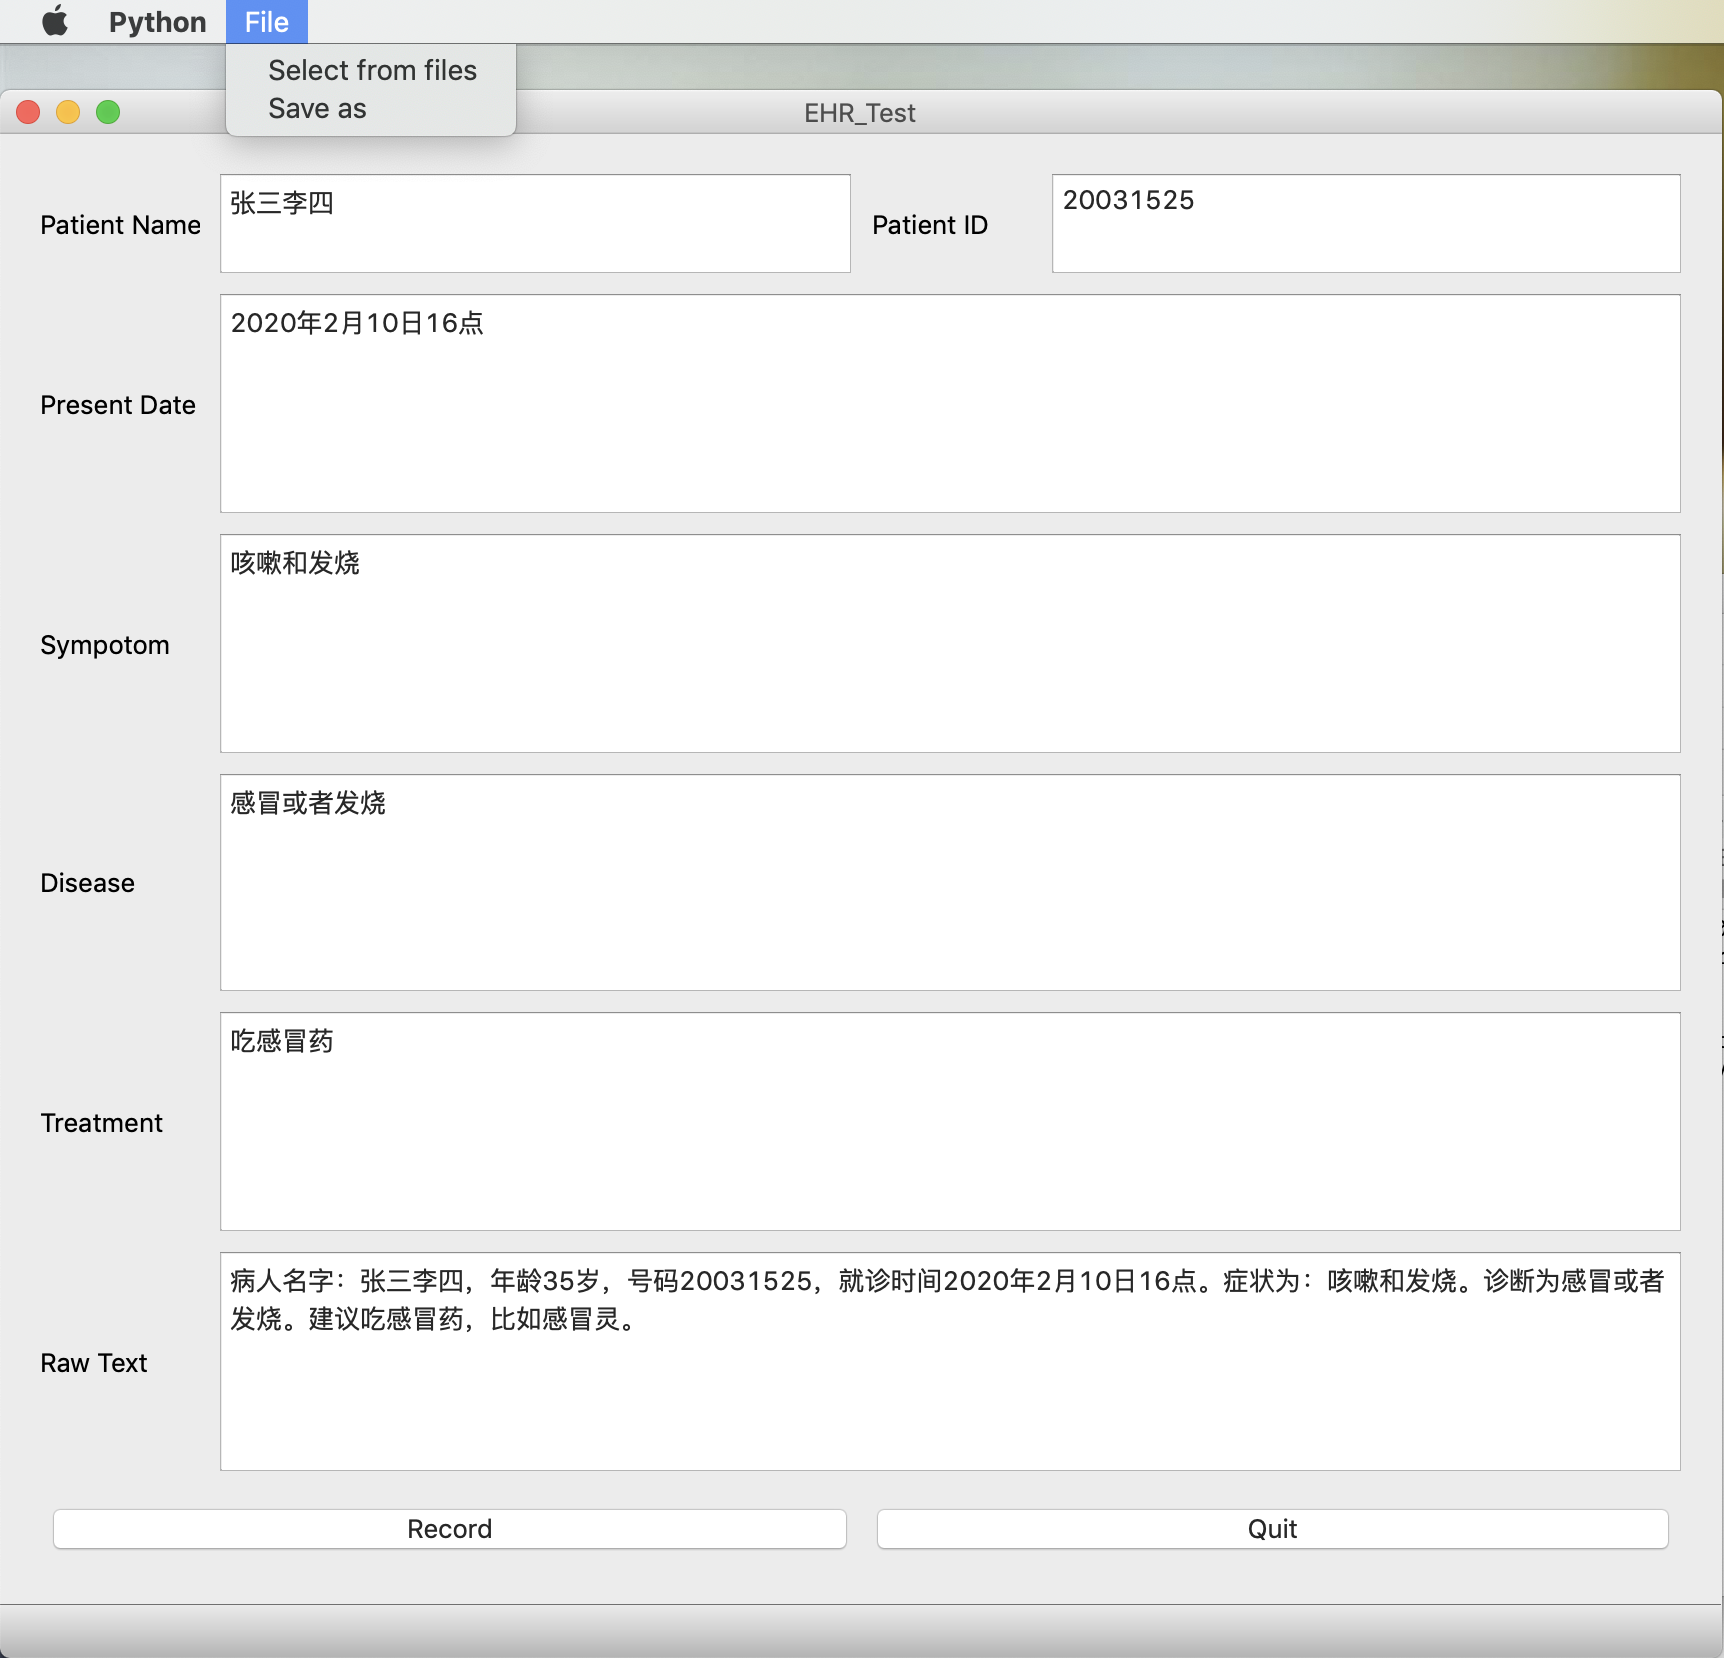 Python File
Select from files
Save as
EHR_Test
Patient Name 张三李四 Patient ID 20031525
Present Date 2020年2月10日16点
Sympotom 咳嗽和发烧
Disease 感冒或者发烧
Treatment 吃感冒药
Raw Text 病人名字：张三李四，年龄35岁，号码20031525，就诊时间2020年2月10日16点。症状为：咳嗽和发烧。诊断为感冒或者
发烧。建议吃感冒药，比如感冒灵。
Record Quit